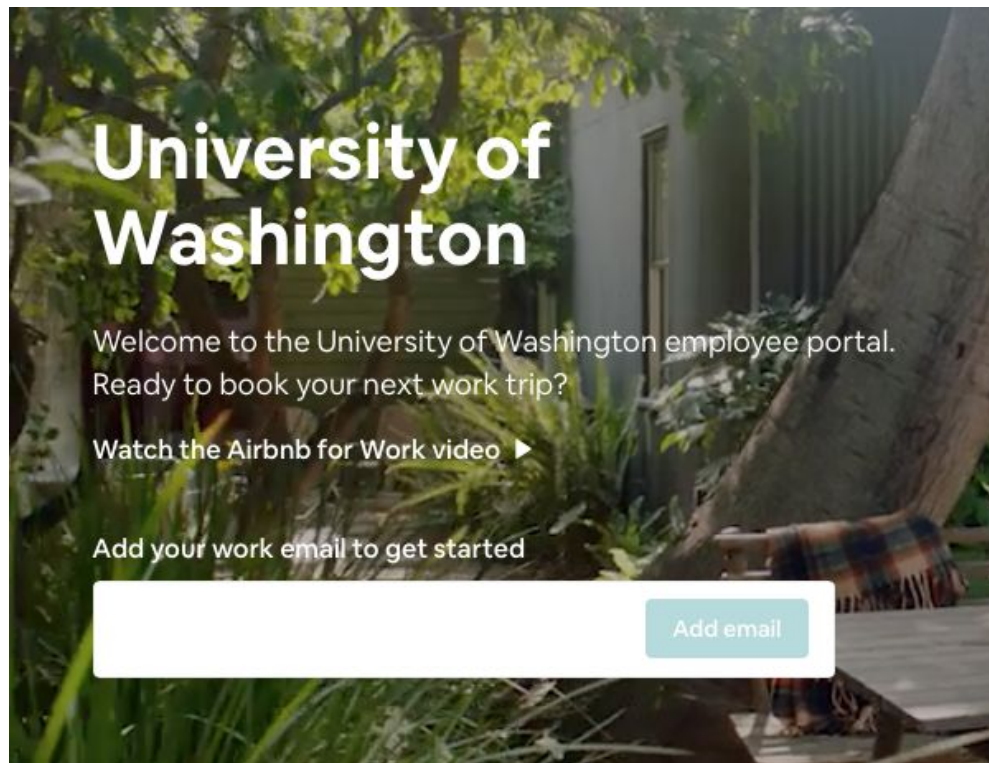 University of
Washington
Welcome to the University of Washington employee portal.
Ready to book your next work trip?
Watch the Airbnb for Work video
Add your work email to get started
Add email